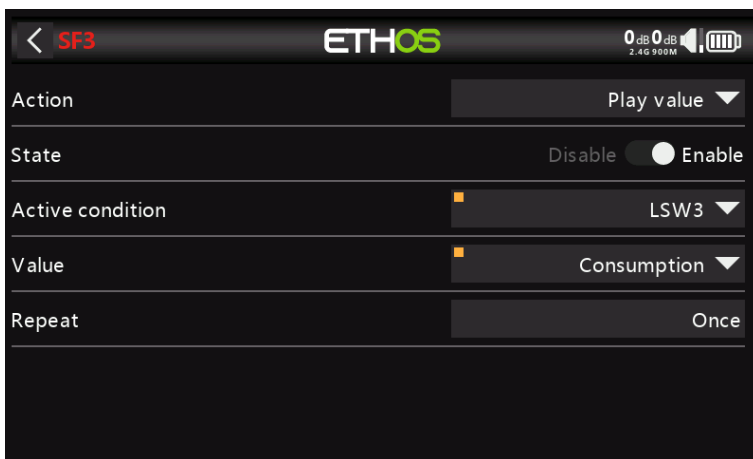 SF3
ETHOS
0dB 0dB
2.4G 900M
Action
Play value
State
Disable Enable
Active condition
LSW3
Value
Consumption
Repeat
Once